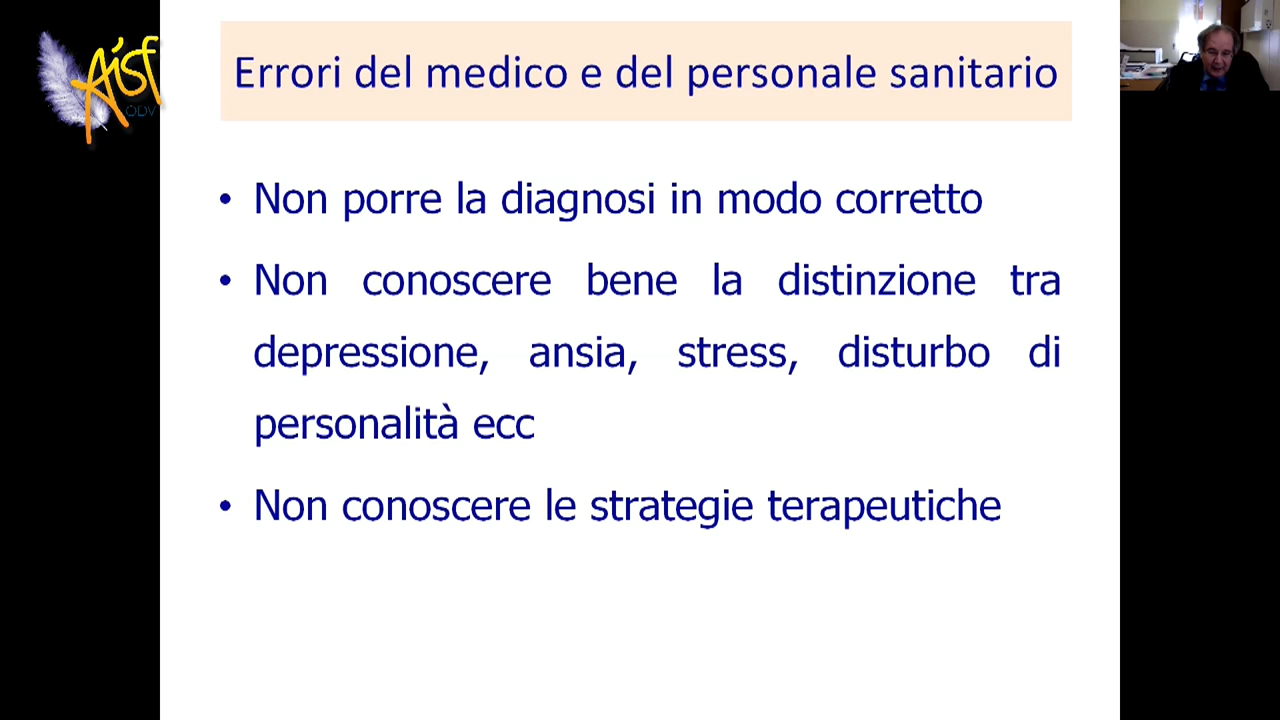 Aisf
ODV
Errori del medico e del personale sanitario
• Non porre la diagnosi in modo corretto
• Non conoscere bene la distinzione tra
depressione, ansia, stress, disturbo di
personalità ecc
• Non conoscere le strategie terapeutiche